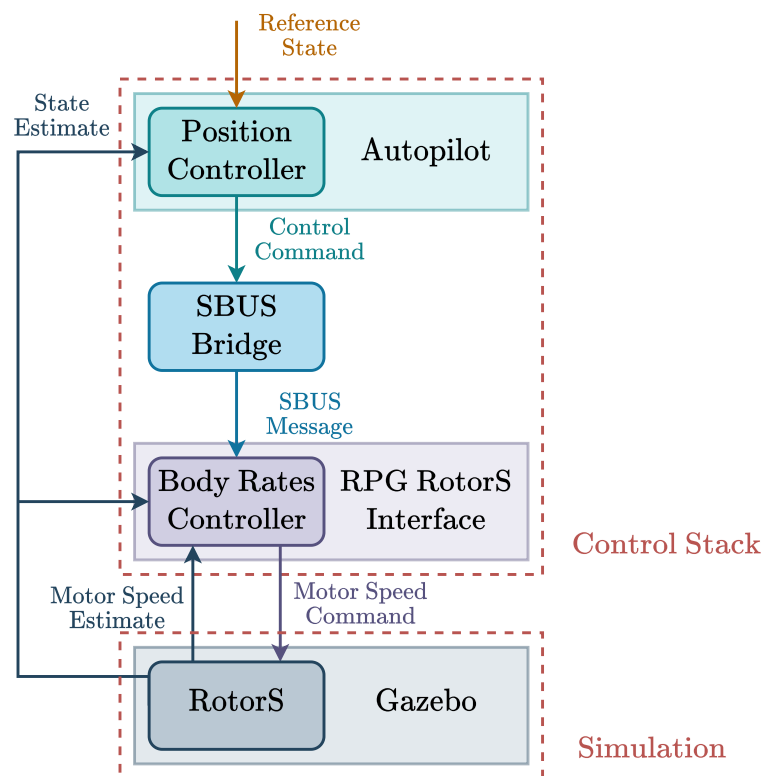 Reference
State
State
Estimate
Position
Controller
Autopilot
Control
Command
SBUS
Bridge
SBUS
Message
Body Rates
Controller
RPG RotorS
Interface
Control Stack
Motor Speed
Estimate
Motor Speed
Command
RotorS
Gazebo
Simulation